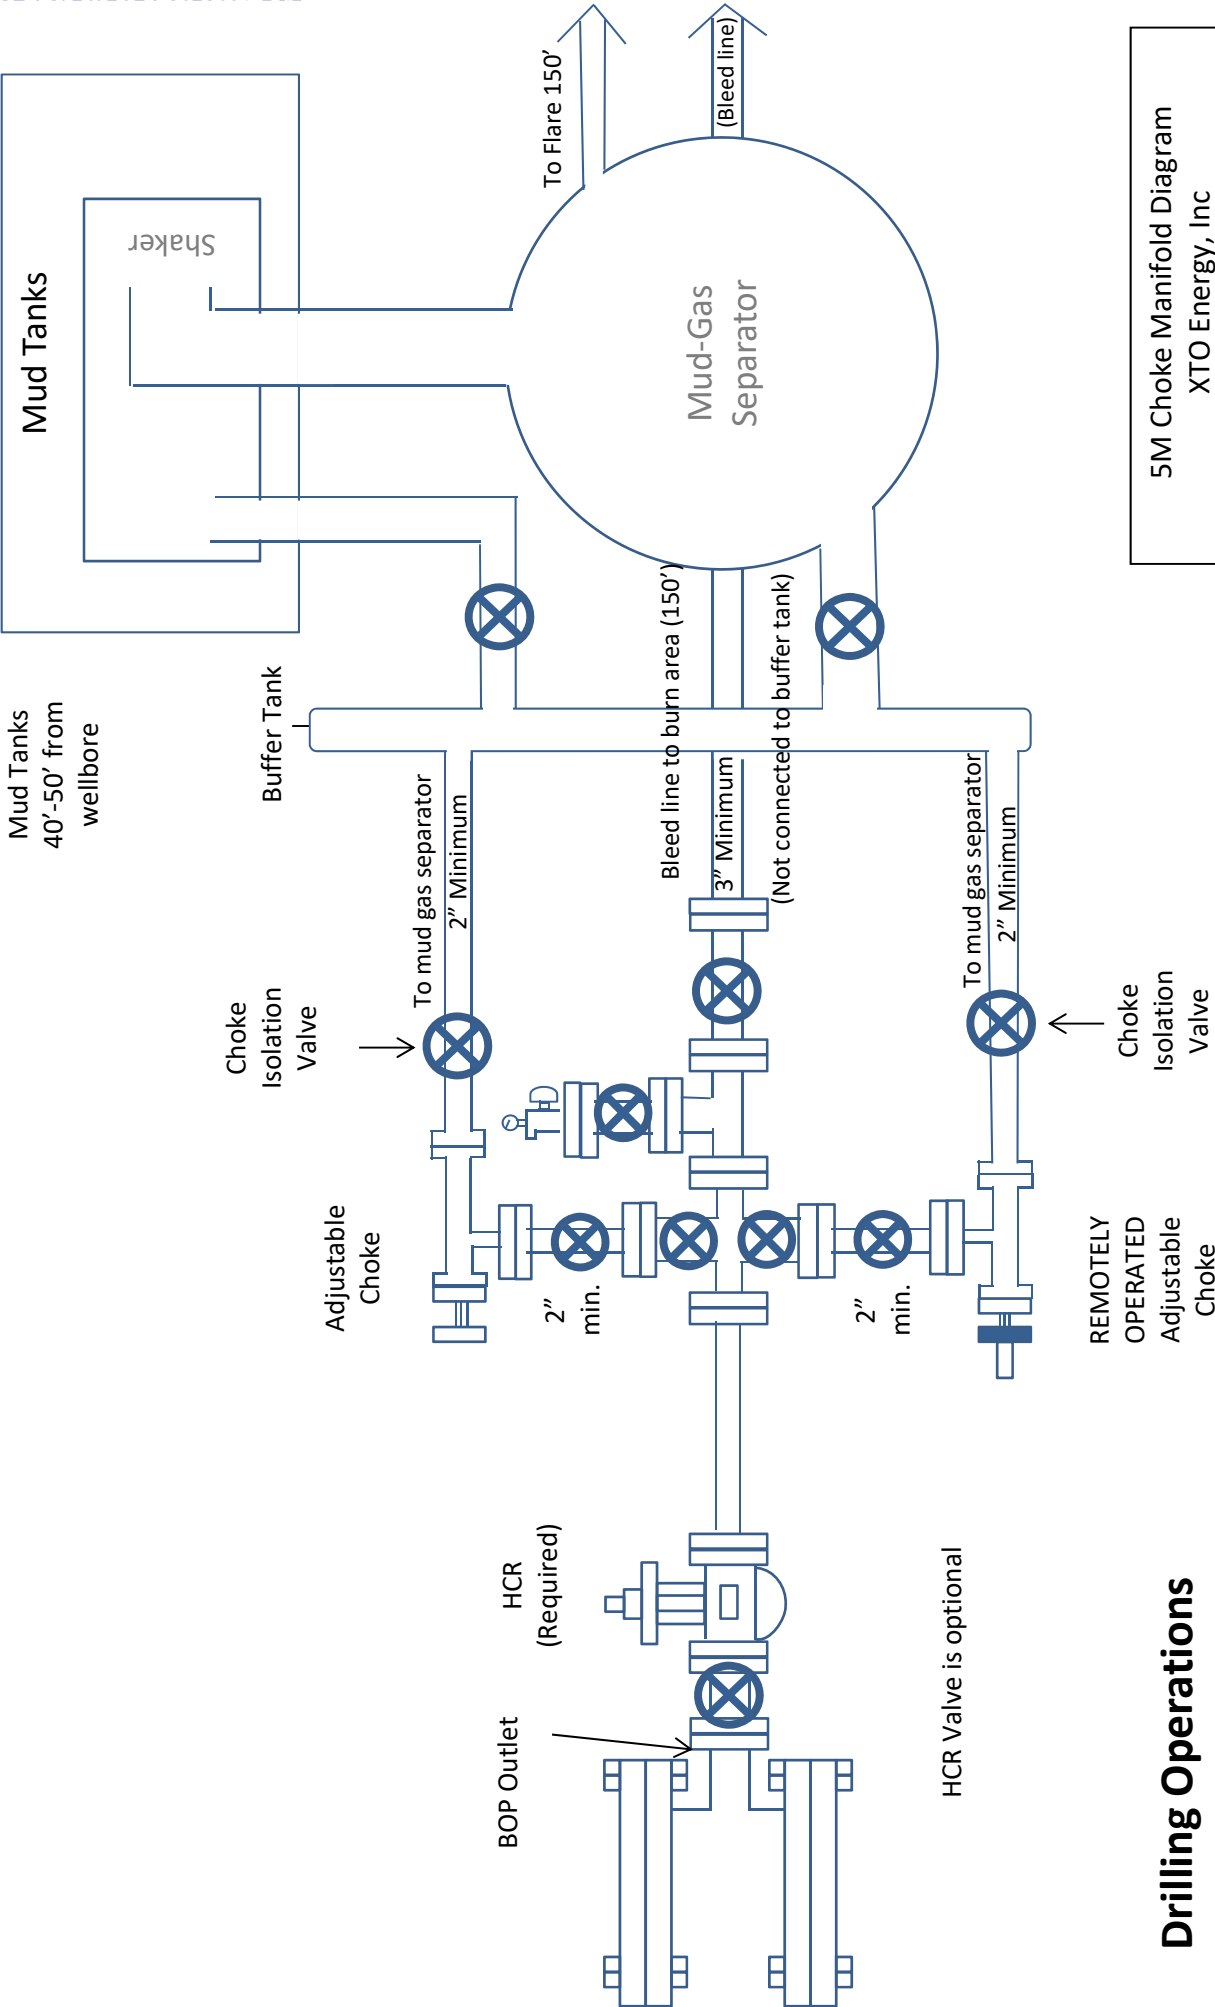 Mud Tanks
40’-50’ from
wellbore
Mud Tanks
Shaker
Buffer Tank
To Flare 150’
(Bleed line)
Mud-Gas
Separator
Choke
Isolation
Valve
To mud gas separator
2” Minimum
Bleed line to burn area (150’)
3” Minimum
(Not connected to buffer tank)
To mud gas separator
2” Minimum
Choke
Isolation
Valve
Adjustable
Choke
2”
min.
2”
min.
REMOTELY
OPERATED
Adjustable
Choke
HCR
(Required)
BOP Outlet
HCR Valve is optional
Drilling Operations
5M Choke Manifold Diagram
XTO Energy, Inc